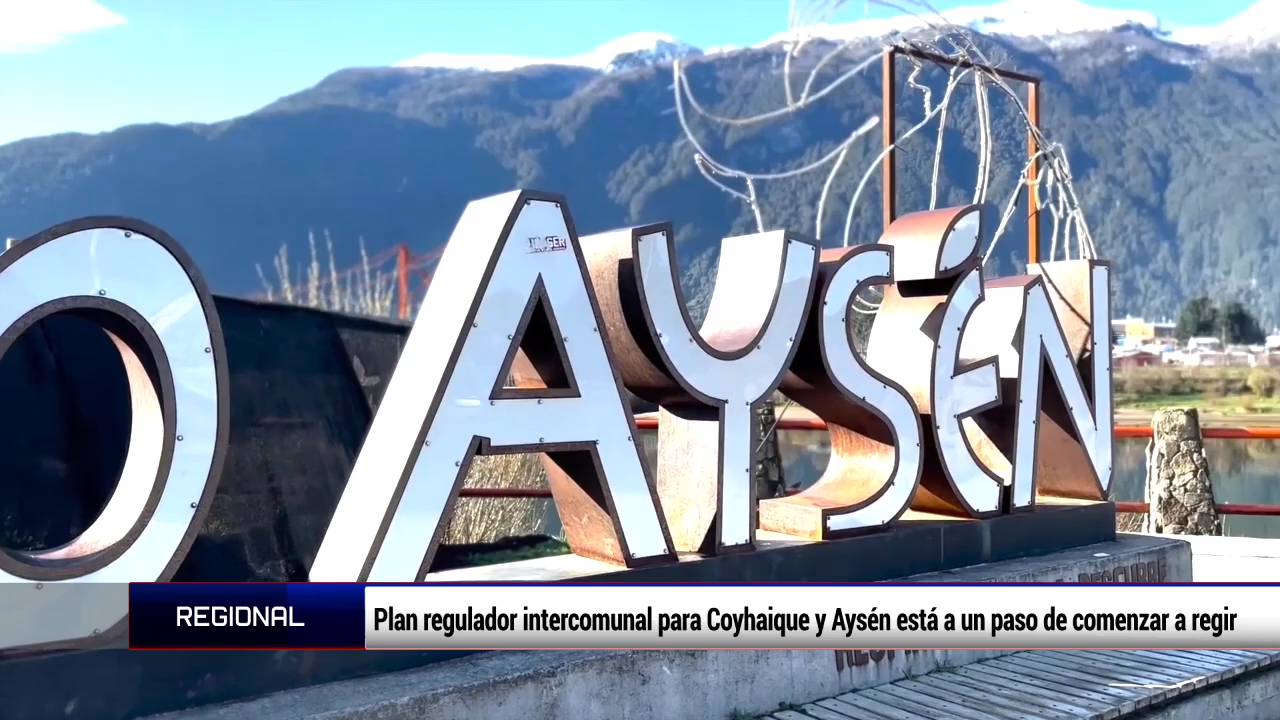 O AYSÉN
REGIONAL
Plan regulador intercomunal para Coyhaique y Aysén está a un paso de comenzar a regir